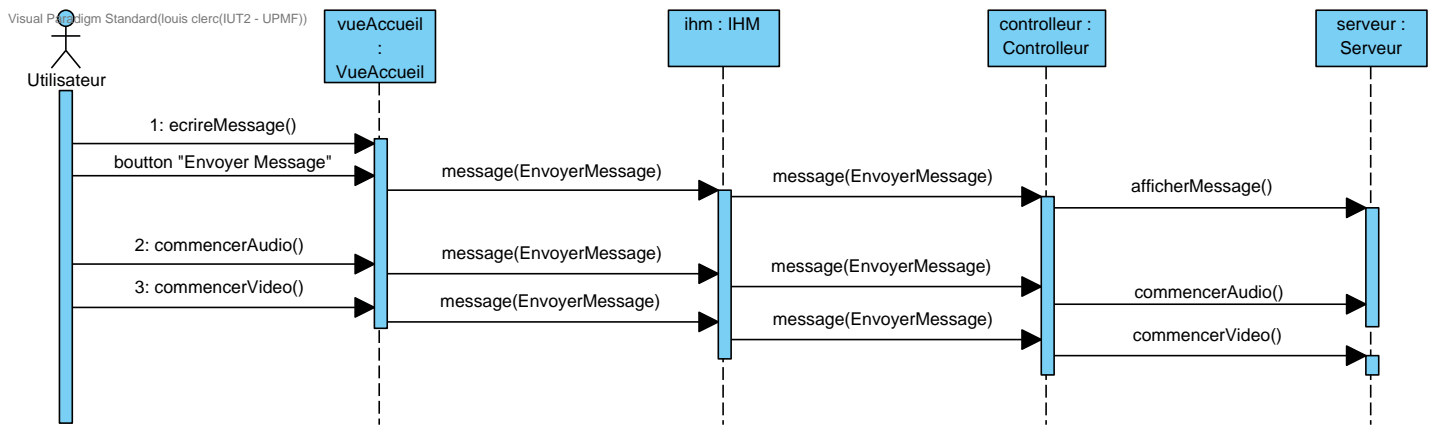 Visual Paradigm Standard(louis clerc(IUT2 - UPMF))
Utilisateur
vueAccueil
:
VueAccueil
ihm : IHM
controlleur :
Controlleur
serveur :
Serveur
1: ecrireMessage()
boutton "Envoyer Message"
message(EnvoyerMessage)
message(EnvoyerMessage)
afficherMessage()
2: commencerAudio()
message(EnvoyerMessage)
message(EnvoyerMessage)
commencerAudio()
3: commencerVideo()
message(EnvoyerMessage)
message(EnvoyerMessage)
commencerVideo()